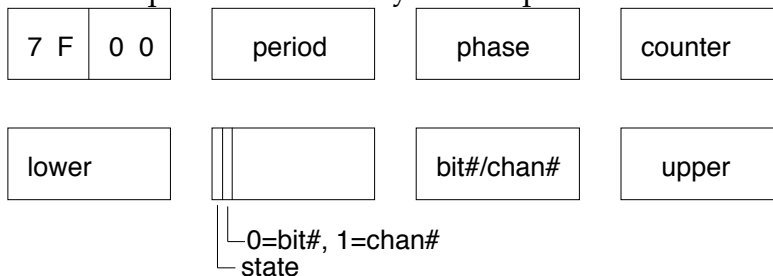 7 F 0 0 period phase counter
lower bit#/chan# upper
0=bit#, 1=chan#
state